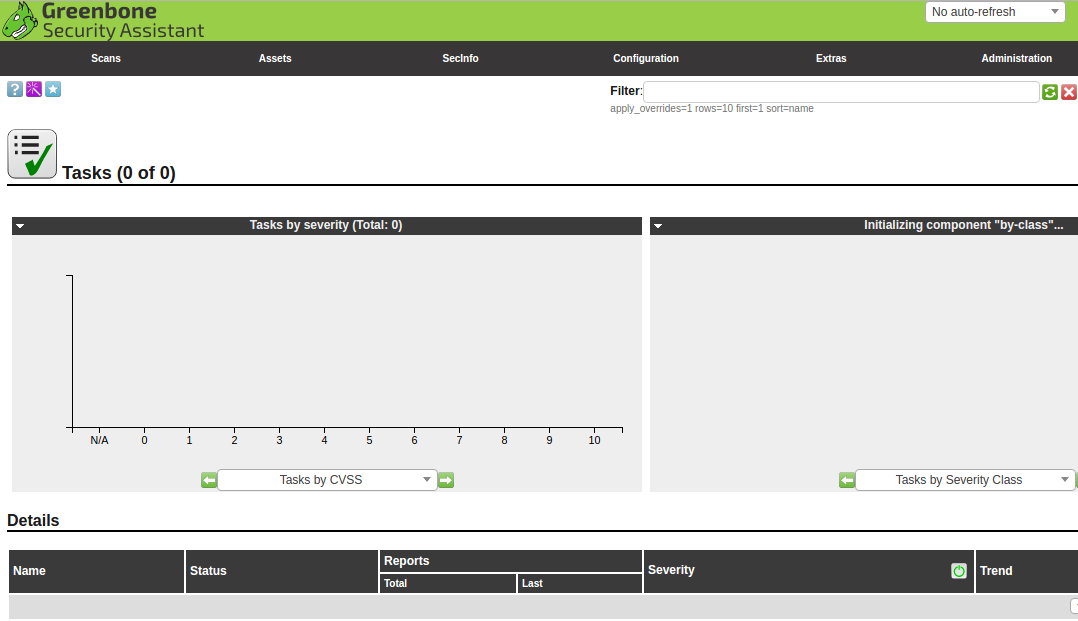 Greenbone
Security Assistant
No auto-refresh
Scans Assets SecInfo Configuration Extras Administration
? Filter:
apply_overrides=1 rows=10 first=1 sort=name
Tasks (0 of 0)
Tasks by severity (Total: 0) Initializing component "by-class"...
N/A 0 1 2 3 4 5 6 7 8 9 10
Tasks by CVSS Tasks by Severity Class
Details
Name Status Reports Severity Trend
Total Last